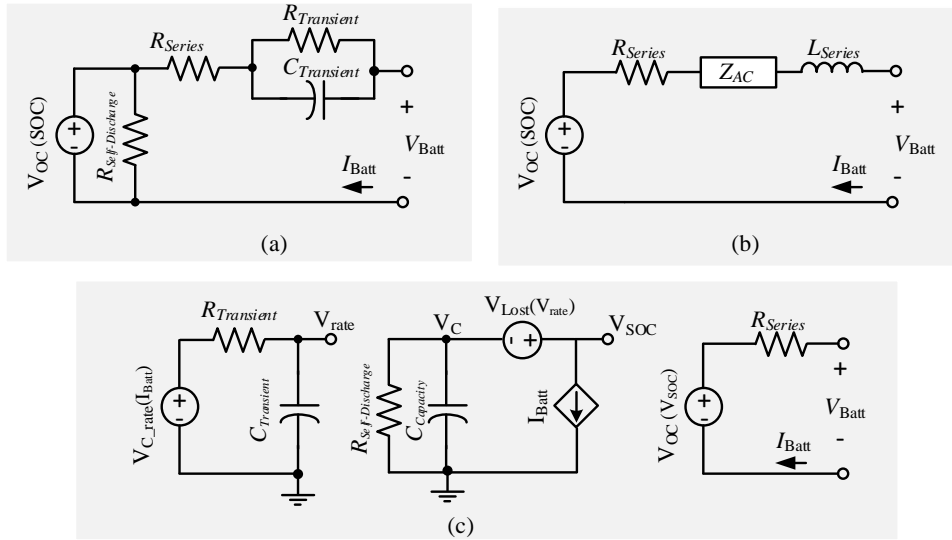 R_Transient
R_Series
C_Transient
V_OC (SOC)
R_Self-Discharge
+
V_Batt
-
I_Batt
+
-
(a)
R_Series
Z_AC
L_Series
V_OC (SOC)
+
V_Batt
-
I_Batt
+
-
(b)
R_Transient
V_rate
V_C_rate(I_Batt)
+
-
C_Transient
V_C
V_Lost(V_rate)
- +
V_SOC
R_Self-Discharge
C_Capacity
I_Batt
R_Series
V_OC (V_SOC)
+
-
+
V_Batt
-
I_Batt
(c)